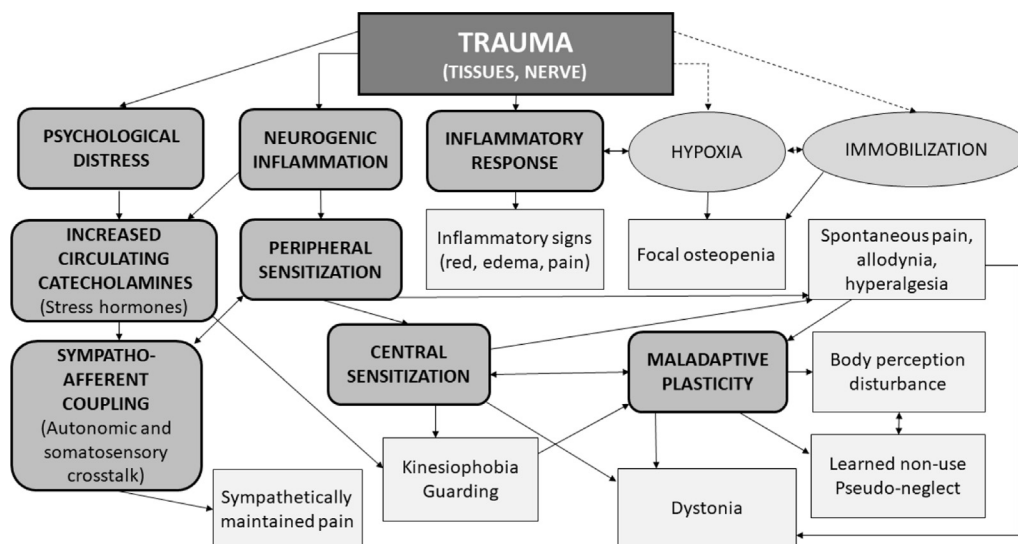 TRAUMA
(TISSUES, NERVE)
PSYCHOLOGICAL
DISTRESS
NEUROGENIC
INFLAMMATION
INFLAMMATORY
RESPONSE
HYPOXIA
IMMOBILIZATION
INCREASED
CIRCULATING
CATECHOLAMINES
(Stress hormones)
PERIPHERAL
SENSITIZATION
Inflammatory signs
(red, edema, pain)
Focal osteopenia
Spontaneous pain,
allodynia,
hyperalgesia
SYMPATHO-
AFFERENT
COUPLING
(Autonomic and
somatosensory
crosstalk)
CENTRAL
SENSITIZATION
MALADAPTIVE
PLASTICITY
Body perception
disturbance
Sympathetically
maintained pain
Kinesiophobia
Guarding
Dystonia
Learned non-use
Pseudo-neglect